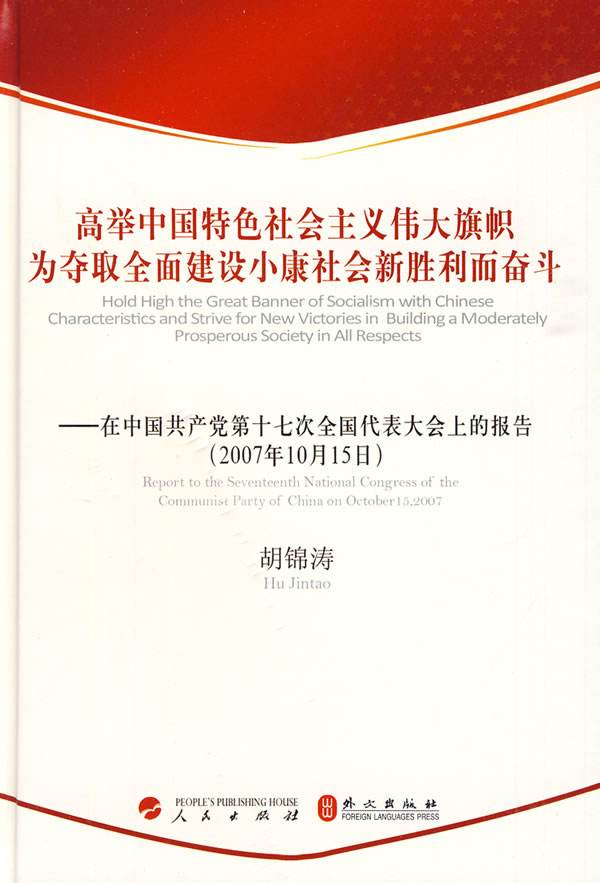 高举中国特色社会主义伟大旗帜
为夺取全面建设小康社会新胜利而奋斗
Hold High the Great Banner of Socialism with Chinese
Characteristics and Strive for New Victories in Building a Moderately
Prosperous Society in All Respects
——在中国共产党第十七次全国代表大会上的报告
（2007年10月15日）
Report to the Seventeenth National Congress of the
Communist Party of China on October15,2007
胡锦涛
Hu Jintao
PEOPLE'S PUBLISHING HOUSE
人民出版社
外文出版社
FOREIGN LANGUAGES PRESS